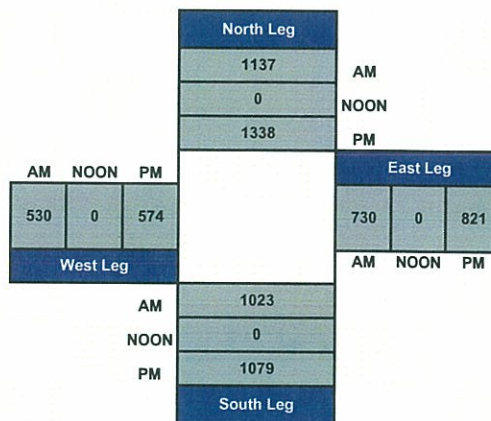 North Leg
1137
AM
0
NOON
1338
PM
AM NOON PM
East Leg
530 0 574
730 0 821
West Leg
AM NOON PM
AM
1023
NOON
0
PM
1079
South Leg